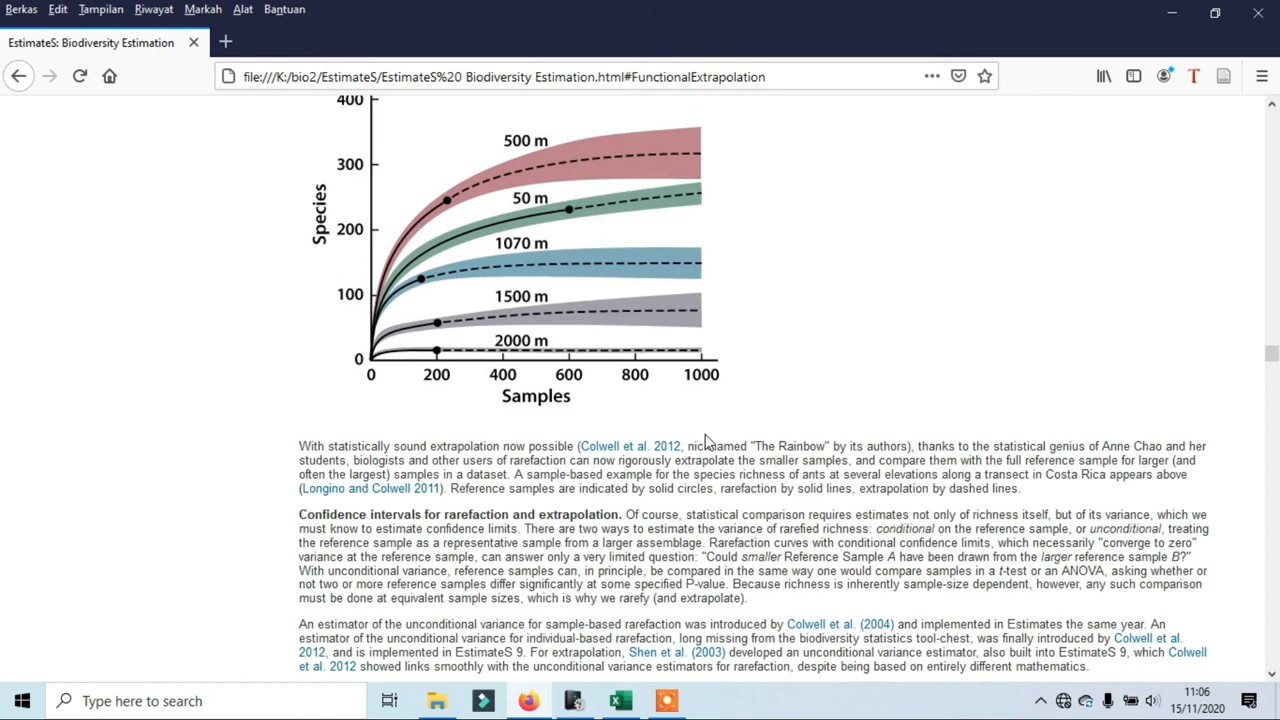 Berkas Edit Tampilan Riwayat Markah Alat Bantuan
EstimateS: Biodiversity Estimation
file:///K:/bio2/EstimateS/EstimateS%20 Biodiversity Estimation.html#FunctionalExtrapolation
400
300
200
100
0
Species
500 m
50 m
1070 m
1500 m
2000 m
0 200 400 600 800 1000
Samples
With statistically sound extrapolation now possible (Colwell et al. 2012, nicknamed "The Rainbow" by its authors), thanks to the statistical genius of Anne Chao and her
students, biologists and other users of rarefaction can now rigorously extrapolate the smaller samples, and compare them with the full reference sample for larger (and
often the largest) samples in a dataset. A sample-based example for the species richness of ants at several elevations along a transect in Costa Rica appears above
(Longino and Colwell 2011). Reference samples are indicated by solid circles, rarefaction by solid lines, extrapolation by dashed lines.
Confidence intervals for rarefaction and extrapolation. Of course, statistical comparison requires estimates not only of richness itself, but of its variance, which we
must know to estimate confidence limits. There are two ways to estimate the variance of rarefied richness: conditional on the reference sample, or unconditional, treating
the reference sample as a representative sample from a larger assemblage. Rarefaction curves with conditional confidence limits, which necessarily "converge to zero"
variance at the reference sample, can answer only a very limited question: "Could smaller Reference Sample A have been drawn from the larger reference sample B?"
With unconditional variance, reference samples can, in principle, be compared in the same way one would compare samples in a t-test or an ANOVA, asking whether or
not two or more reference samples differ significantly at some specified P-value. Because richness is inherently sample-size dependent, however, any such comparison
must be done at equivalent sample sizes, which is why we rarefy (and extrapolate).
An estimator of the unconditional variance for sample-based rarefaction was introduced by Colwell et al. (2004) and implemented in Estimates the same year. An
estimator of the unconditional variance for individual-based rarefaction, long missing from the biodiversity statistics tool-chest, was finally introduced by Colwell et al.
2012, and is implemented in EstimateS 9. For extrapolation, Shen et al. (2003) developed an unconditional variance estimator, also built into EstimateS 9, which Colwell
et al. 2012 showed links smoothly with the unconditional variance estimators for rarefaction, despite being based on entirely different mathematics.
Type here to search
11:06
15/11/2020